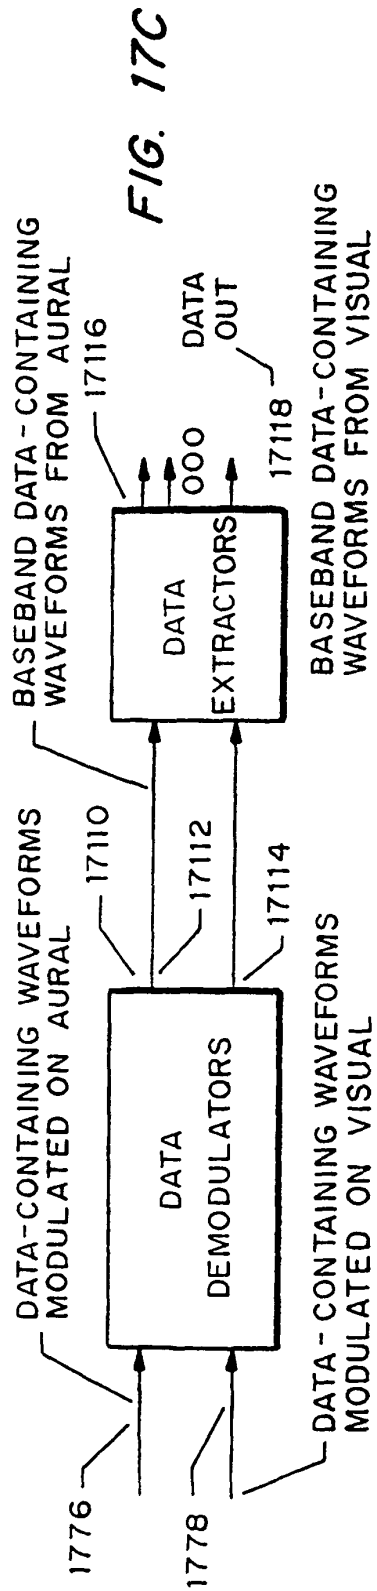 FIG. 17C
1776
DATA-CONTAINING WAVEFORMS
MODULATED ON AURAL
1778
DATA-CONTAINING WAVEFORMS
MODULATED ON VISUAL
DATA
DEMODULATORS
17110
17112
17114
BASEBAND DATA-CONTAINING
WAVEFORMS FROM AURAL
DATA
EXTRACTORS
17116
000
DATA
OUT
17118
BASEBAND DATA-CONTAINING
WAVEFORMS FROM VISUAL